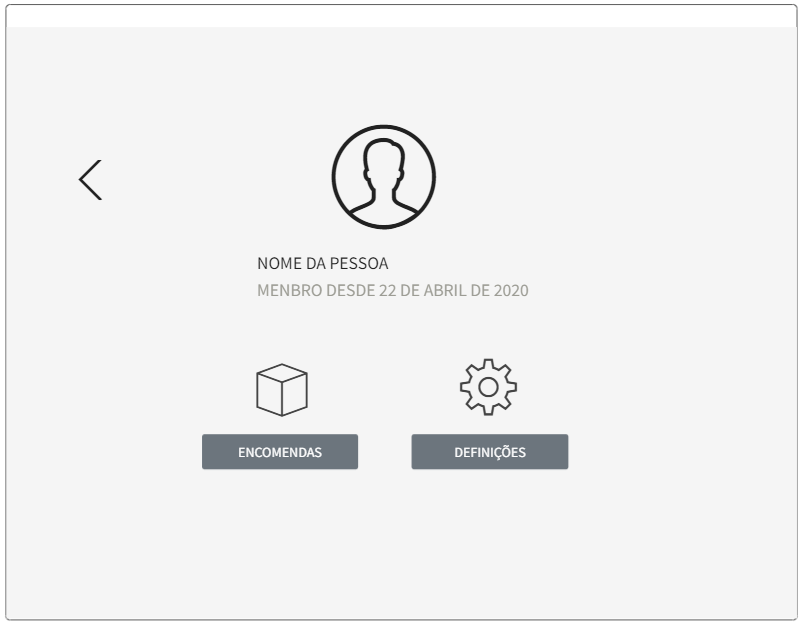 NOME DA PESSOA
MENBRO DESDE 22 DE ABRIL DE 2020
ENCOMENDAS
DEFINIÇÕES